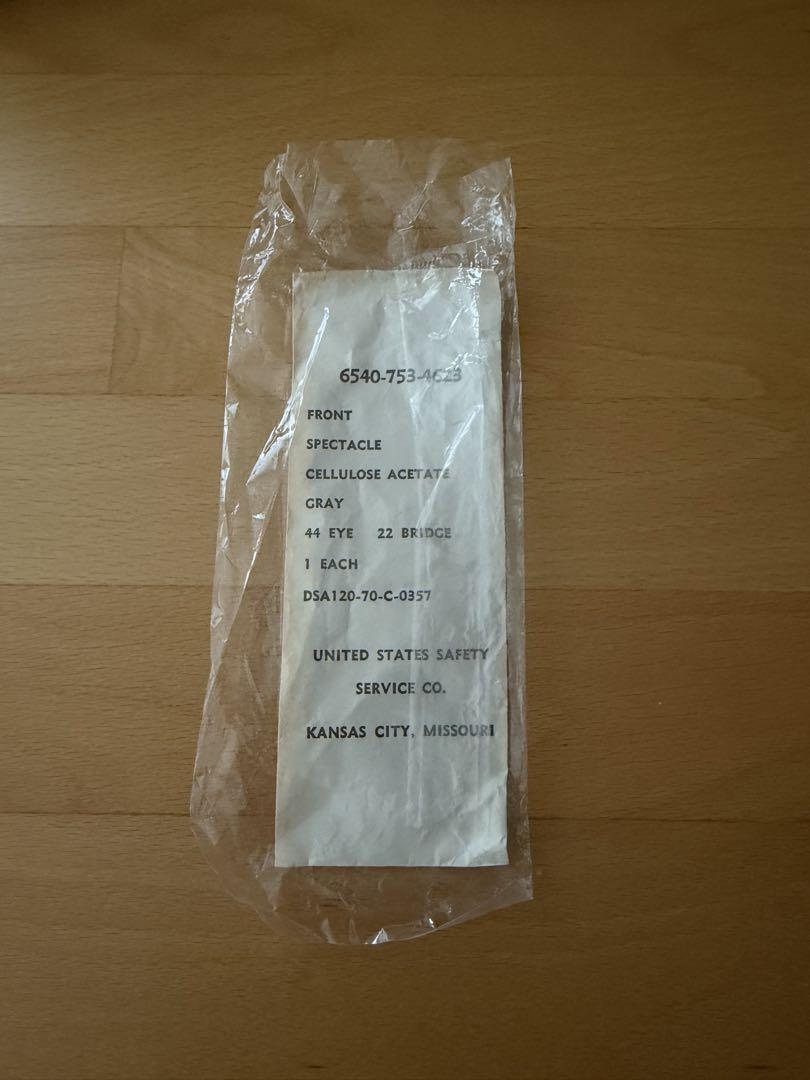 6540-753-4623
FRONT
SPECTACLE
CELLULOSE ACETATE
GRAY
44 EYE 22 BRIDGE
1 EACH
DSA120-70-C-0357
UNITED STATES SAFETY
SERVICE CO.
KANSAS CITY, MISSOURI